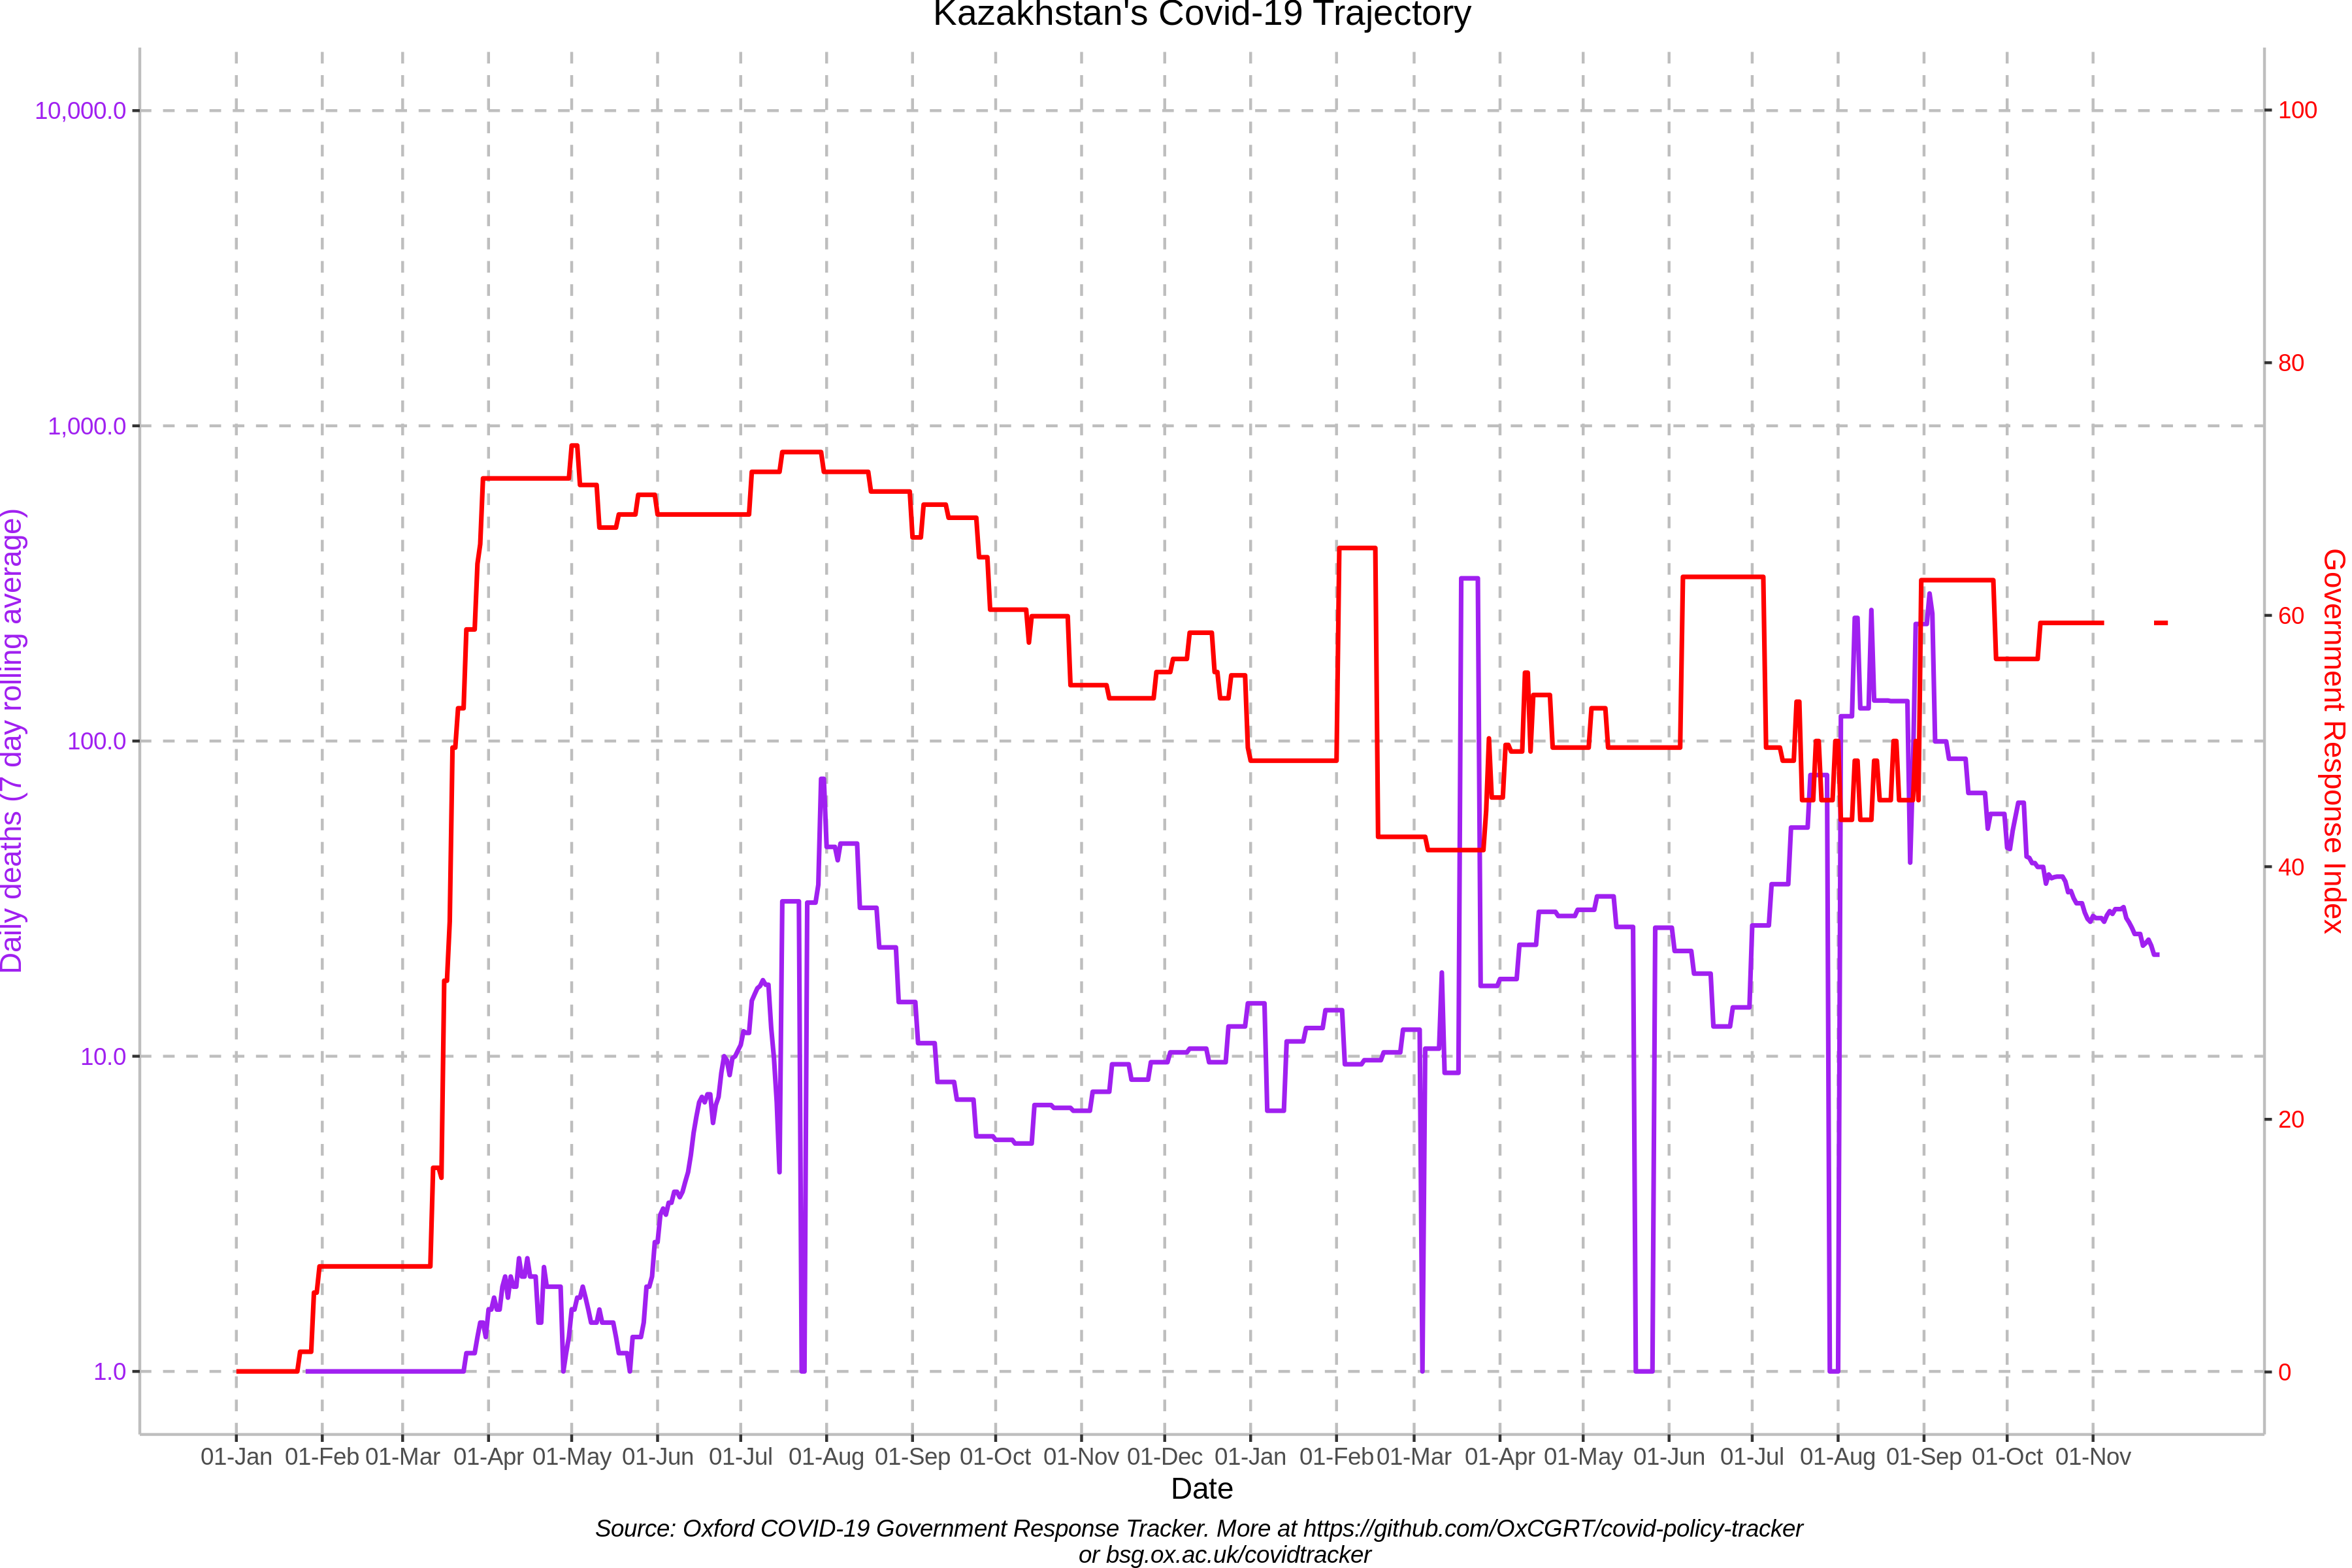 Kazakhstan's Covid-19 Trajectory
10,000.0
1,000.0
100.0
10.0
1.0
Daily deaths (7 day rolling average)
100
80
60
40
20
0
Government Response Index
01-Jan 01-Feb 01-Mar 01-Apr 01-May 01-Jun 01-Jul 01-Aug 01-Sep 01-Oct 01-Nov 01-Dec 01-Jan 01-Feb 01-Mar 01-Apr 01-May 01-Jun 01-Jul 01-Aug 01-Sep 01-Oct 01-Nov
Date
Source: Oxford COVID-19 Government Response Tracker. More at https://github.com/OxCGRT/covid-policy-tracker
or bsg.ox.ac.uk/covidtracker